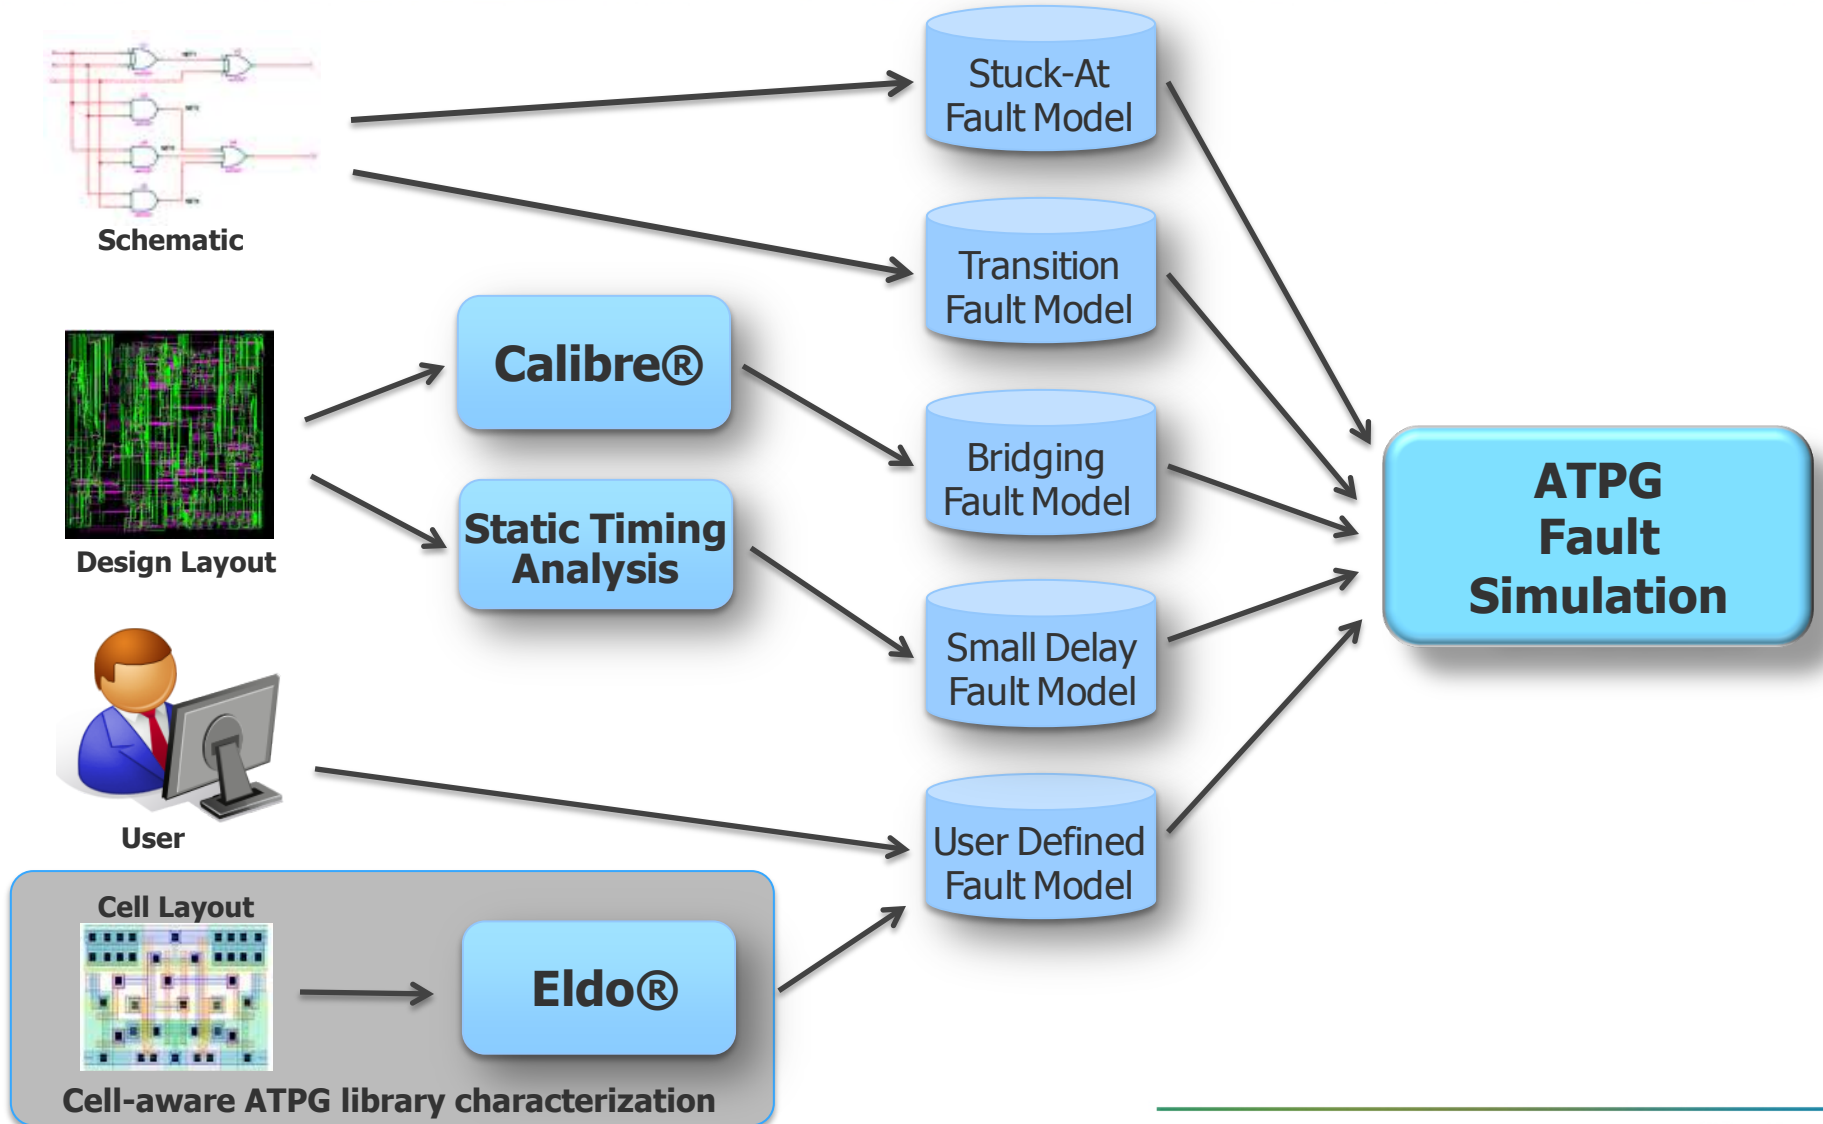 Schematic
Design Layout
User
Cell Layout
Cell-aware ATPG library characterization
Calibre®
Static Timing
Analysis
Eldo®
Stuck-At
Fault Model
Transition
Fault Model
Bridging
Fault Model
Small Delay
Fault Model
User Defined
Fault Model
ATPG
Fault
Simulation